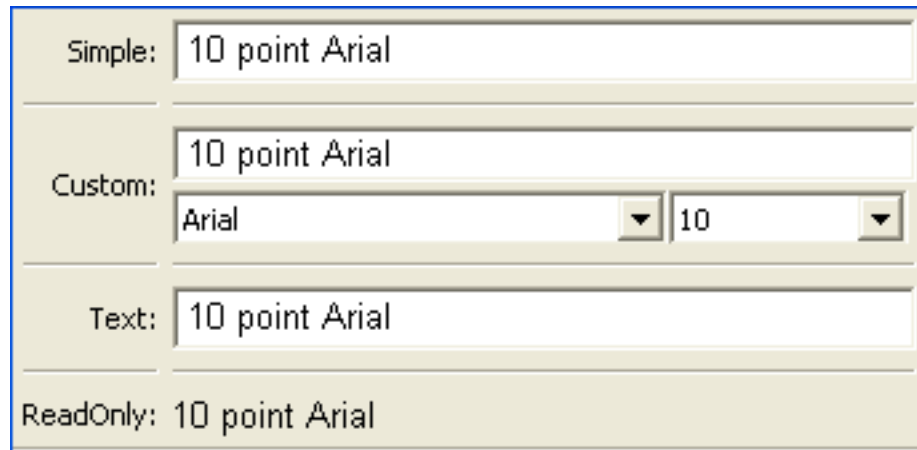 Simple: 10 point Arial
10 point Arial
Custom:
Arial 10
Text: 10 point Arial
ReadOnly: 10 point Arial